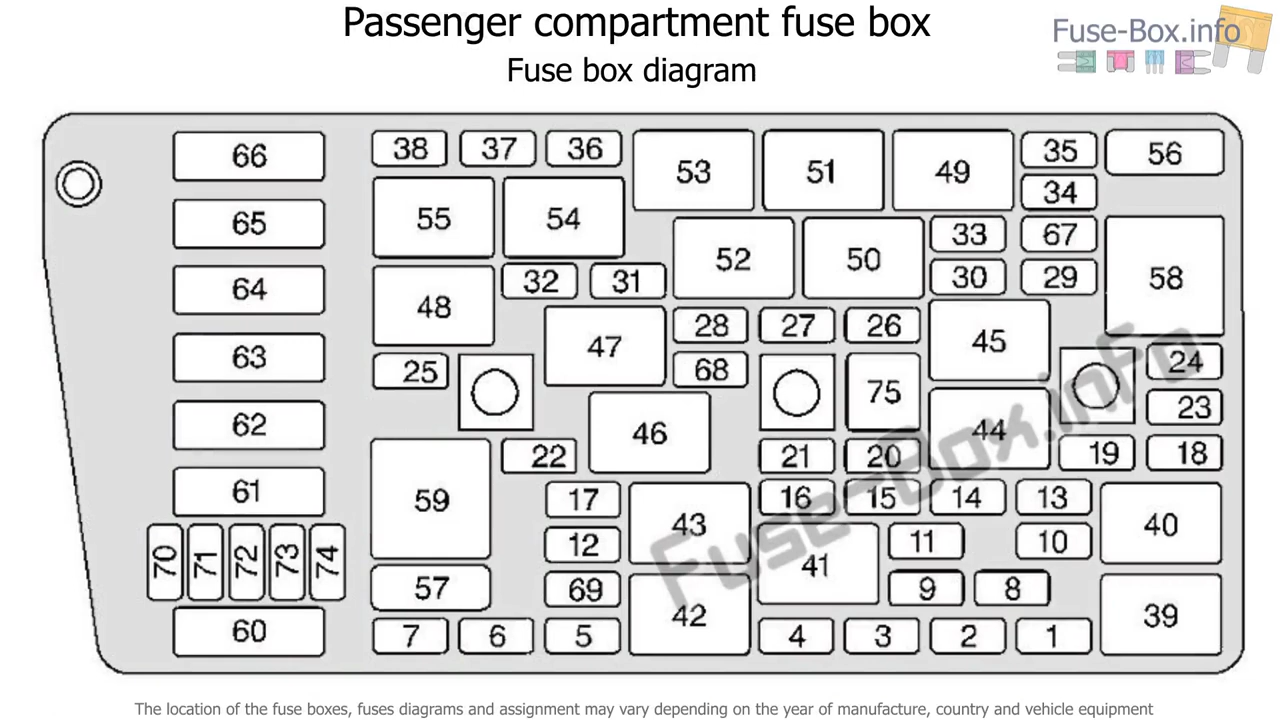 Passenger compartment fuse box
Fuse box diagram
Fuse-Box.info
66 38 37 36 53 51 49 35 56
34
65 55 54 52 50 33 67 58
64 48 32 31 30 29
63 47 28 27 26 45
25 68 75 24
23
62 46 44
22 21 20 19 18
61 59 17 43 16 15 14 13 40
70 71 72 73 74 12 41 11 10
57 69 9 8
60 7 6 5 42 4 3 2 1 39
Fuse-Box.info
The location of the fuse boxes, fuses diagrams and assignment may vary depending on the year of manufacture, country and vehicle equipment